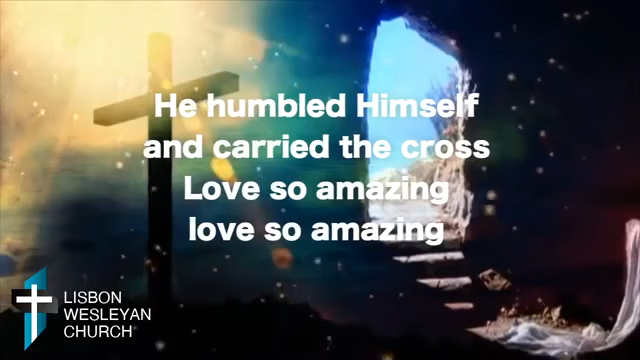 He humbled Himself
and carried the cross
Love so amazing
love so amazing
LISBON
WESLEYAN
CHURCH